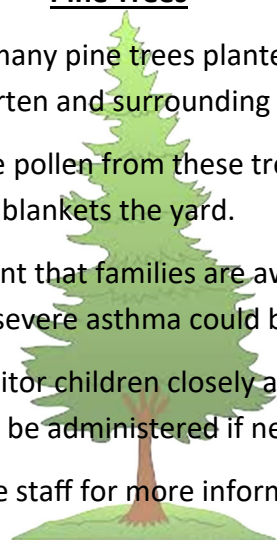 Pine Trees
many pine trees plante
rten and surrounding
e pollen from these tre
blankets the yard.
nt that families are aw
severe asthma could b
itor children closely a
be administered if ne
e staff for more inform